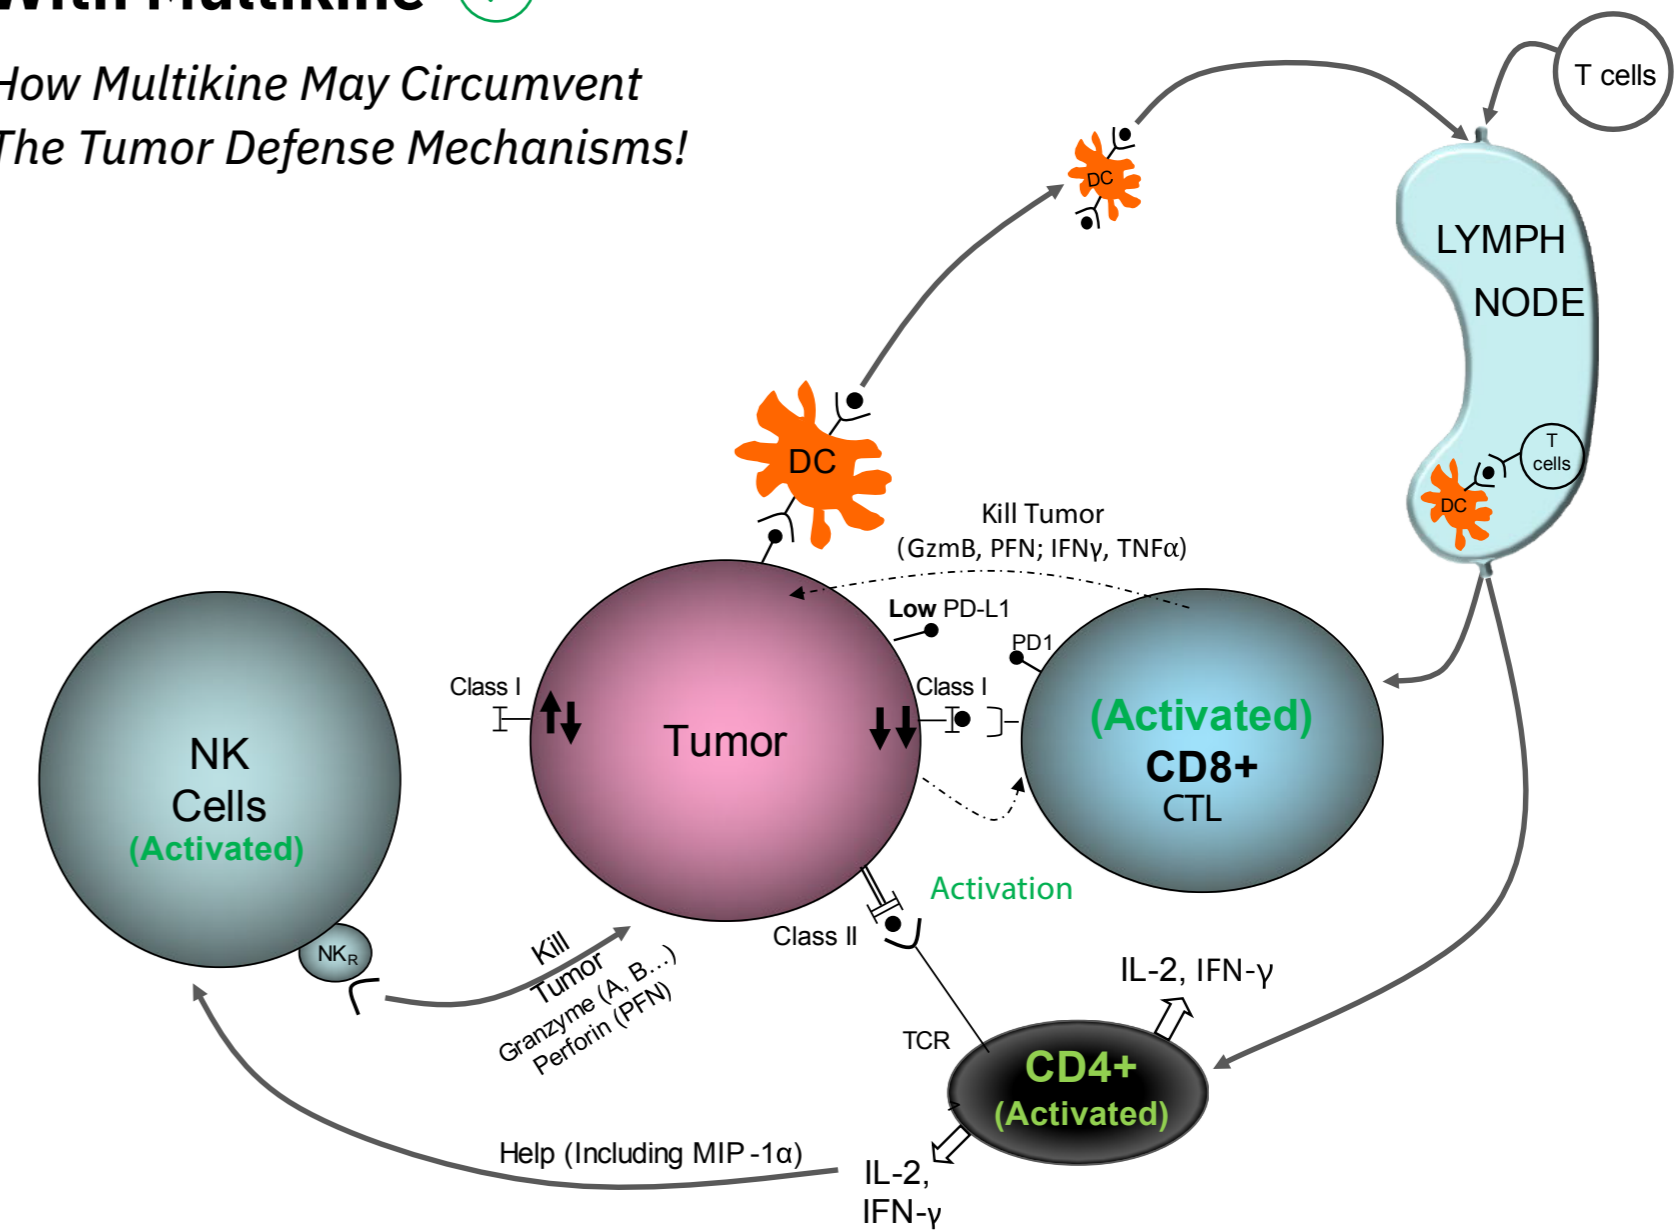 With Multikine
How Multikine May Circumvent
The Tumor Defense Mechanisms!
T cells
DC
LYMPH
NODE
DC
T
cells
DC
Kill Tumor
(GzmB, PFN; IFNγ, TNFα)
Low PD-L1
PD1
Class I
Class I
Tumor
(Activated)
CD8+
CTL
NK
Cells
(Activated)
NKR
Kill
Tumor
Granzyme (A, B...)
Perforin (PFN)
Activation
Class II
TCR
IL-2, IFN-γ
CD4+
(Activated)
Help (Including MIP-1α)
IL-2,
IFN-γ